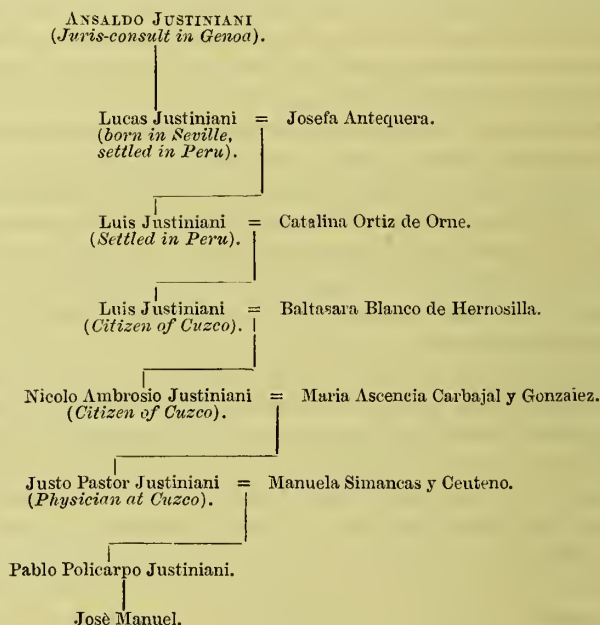 ANSALDO JUSTINIANI
(Juris-consult in Genoa).
Lucas Justiniani = Josefa Antequera.
(born in Seville,
settled in Peru).
Luis Justiniani = Catalina Ortiz de Orne.
(Settled in Peru).
Luis Justiniani = Baltasara Blanco de Hermosilla.
(Citizen of Cuzco).
Nicolo Ambrosio Justiniani = Maria Ascencia Carbajal y Gonzaiez.
(Citizen of Cuzco).
Justo Pastor Justiniani = Manuela Simancas y Ceuteno.
(Physician at Cuzco).
Pablo Policarpo Justiniani.
Josè Manuel.